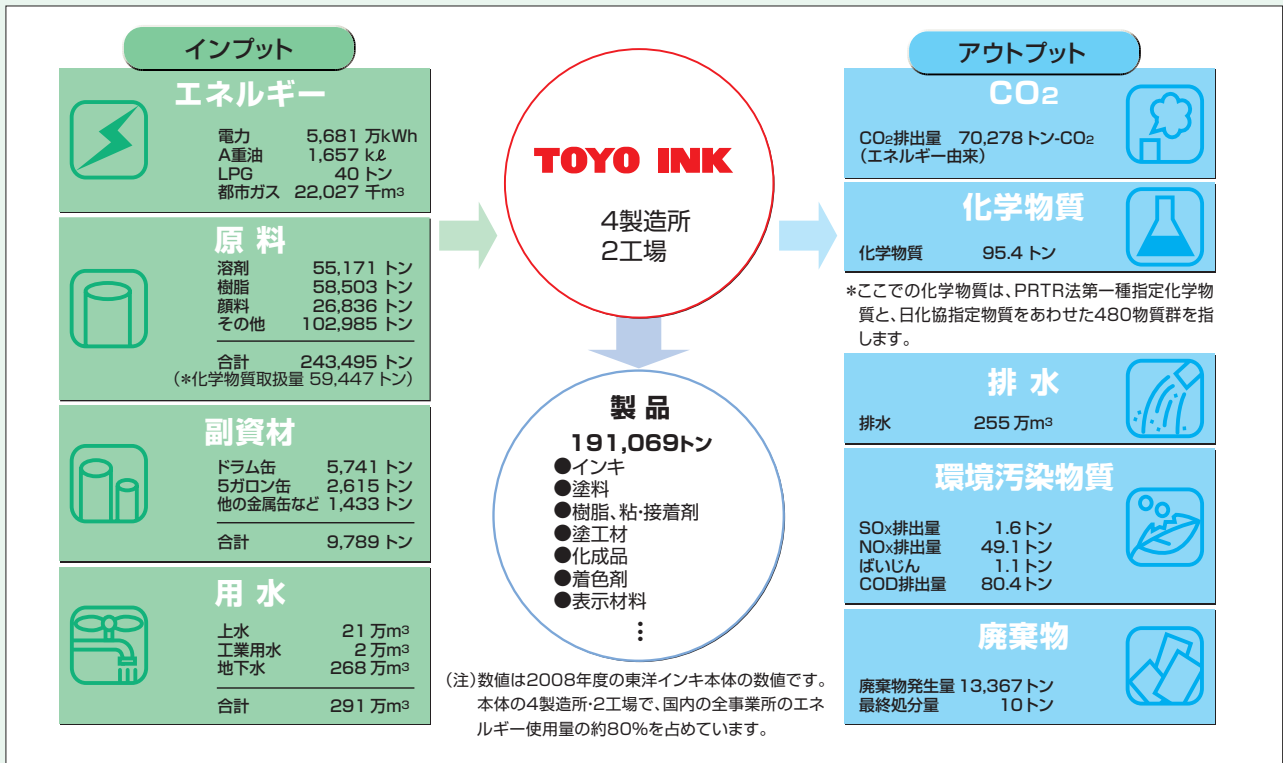 インプット
エネルギー
電力 5,681 万kWh
A重油 1,657 kℓ
LPG 40 トン
都市ガス 22,027 千m³
原料
溶剤 55,171 トン
樹脂 58,503 トン
顔料 26,836 トン
その他 102,985 トン
合計 243,495 トン
(*化学物質取扱量 59,447 トン)
副資材
ドラム缶 5,741 トン
5ガロン缶 2,615 トン
他の金属缶など 1,433 トン
合計 9,789 トン
用水
上水 21 万m³
工業用水 2 万m³
地下水 268 万m³
合計 291 万m³
TOYO INK
4製造所
2工場
製品
191,069トン
●インキ
●塗料
●樹脂、粘・接着剤
●塗工材
●化成品
●着色剤
●表示材料
⋮
(注)数値は2008年度の東洋インキ本体の数値です。
本体の4製造所・2工場で、国内の全事業所のエネ
ルギー使用量の約80%を占めています。
アウトプット
CO₂
CO₂排出量 70,278 トン-CO₂
(エネルギー由来)
化学物質
化学物質 95.4 トン
*ここでの化学物質は、PRTR法第一種指定化学物
質と、日化協指定物質をあわせた480物質群を指
します。
排水
排水 255 万m³
環境汚染物質
SOx排出量 1.6 トン
NOx排出量 49.1 トン
ばいじん 1.1 トン
COD排出量 80.4 トン
廃棄物
廃棄物発生量 13,367 トン
最終処分量 10 トン